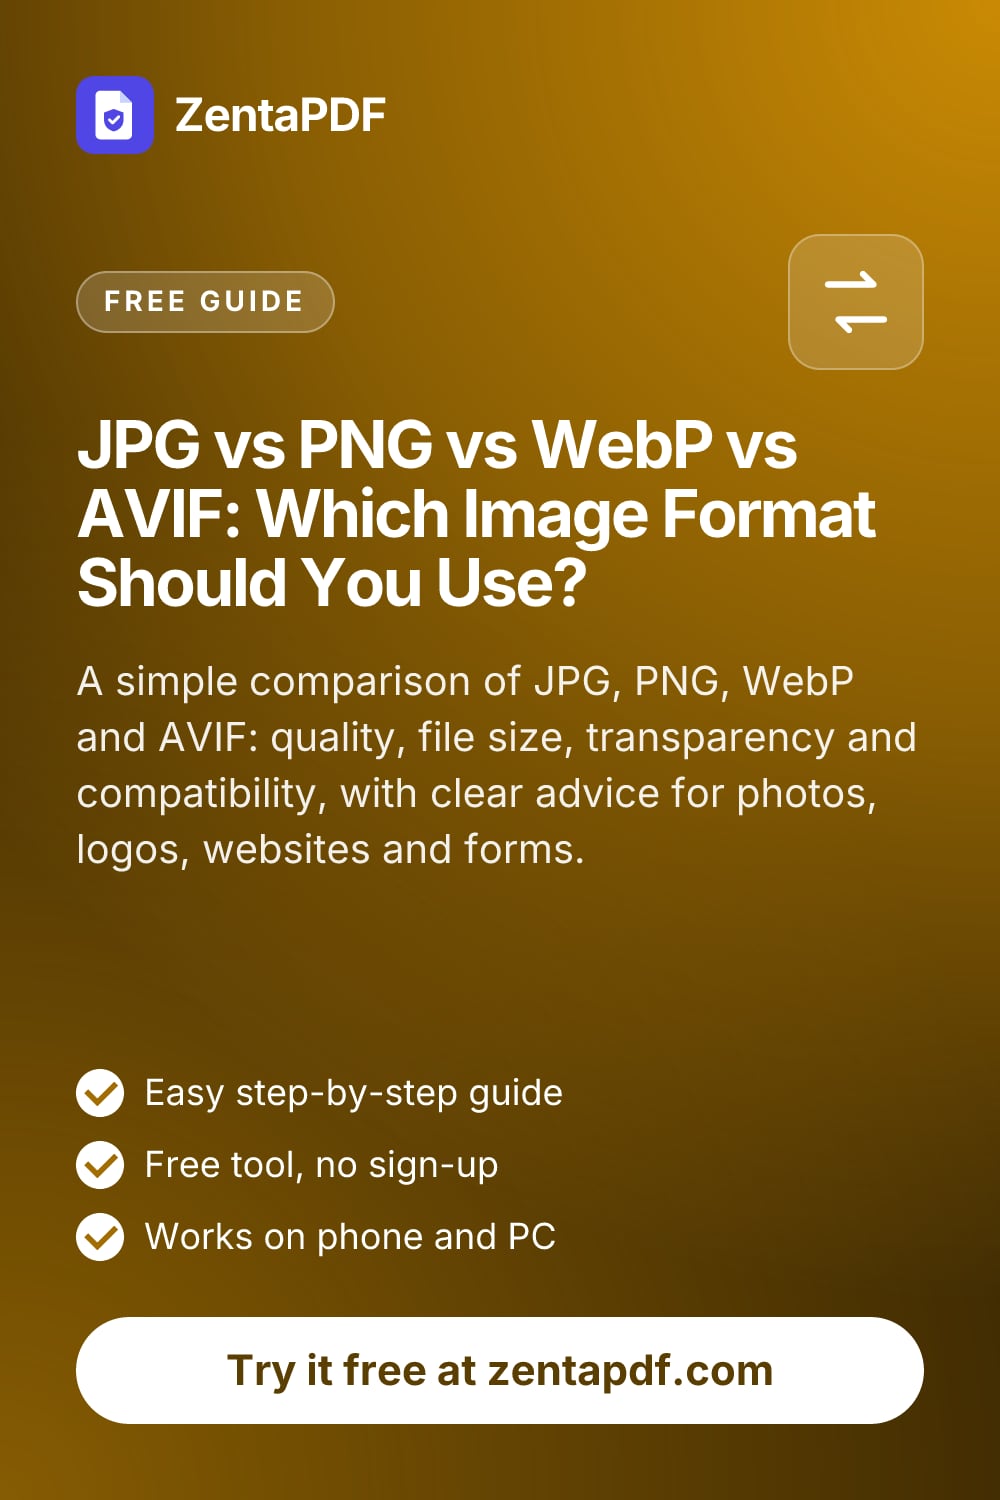 ZentaPDF
FREE GUIDE
JPG vs PNG vs WebP vs
AVIF: Which Image Format
Should You Use?
A simple comparison of JPG, PNG, WebP
and AVIF: quality, file size, transparency and
compatibility, with clear advice for photos,
logos, websites and forms.
Easy step-by-step guide
Free tool, no sign-up
Works on phone and PC
Try it free at zentapdf.com